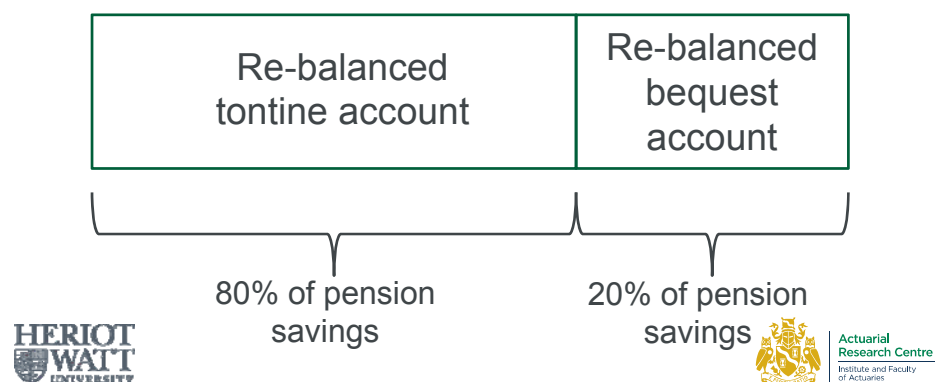 Re-balanced
tontine account
Re-balanced
bequest
account
80% of pension
savings
20% of pension
savings
HERIOT
WATT
UNIVERSITY
Actuarial
Research Centre
Institute and Faculty
of Actuaries